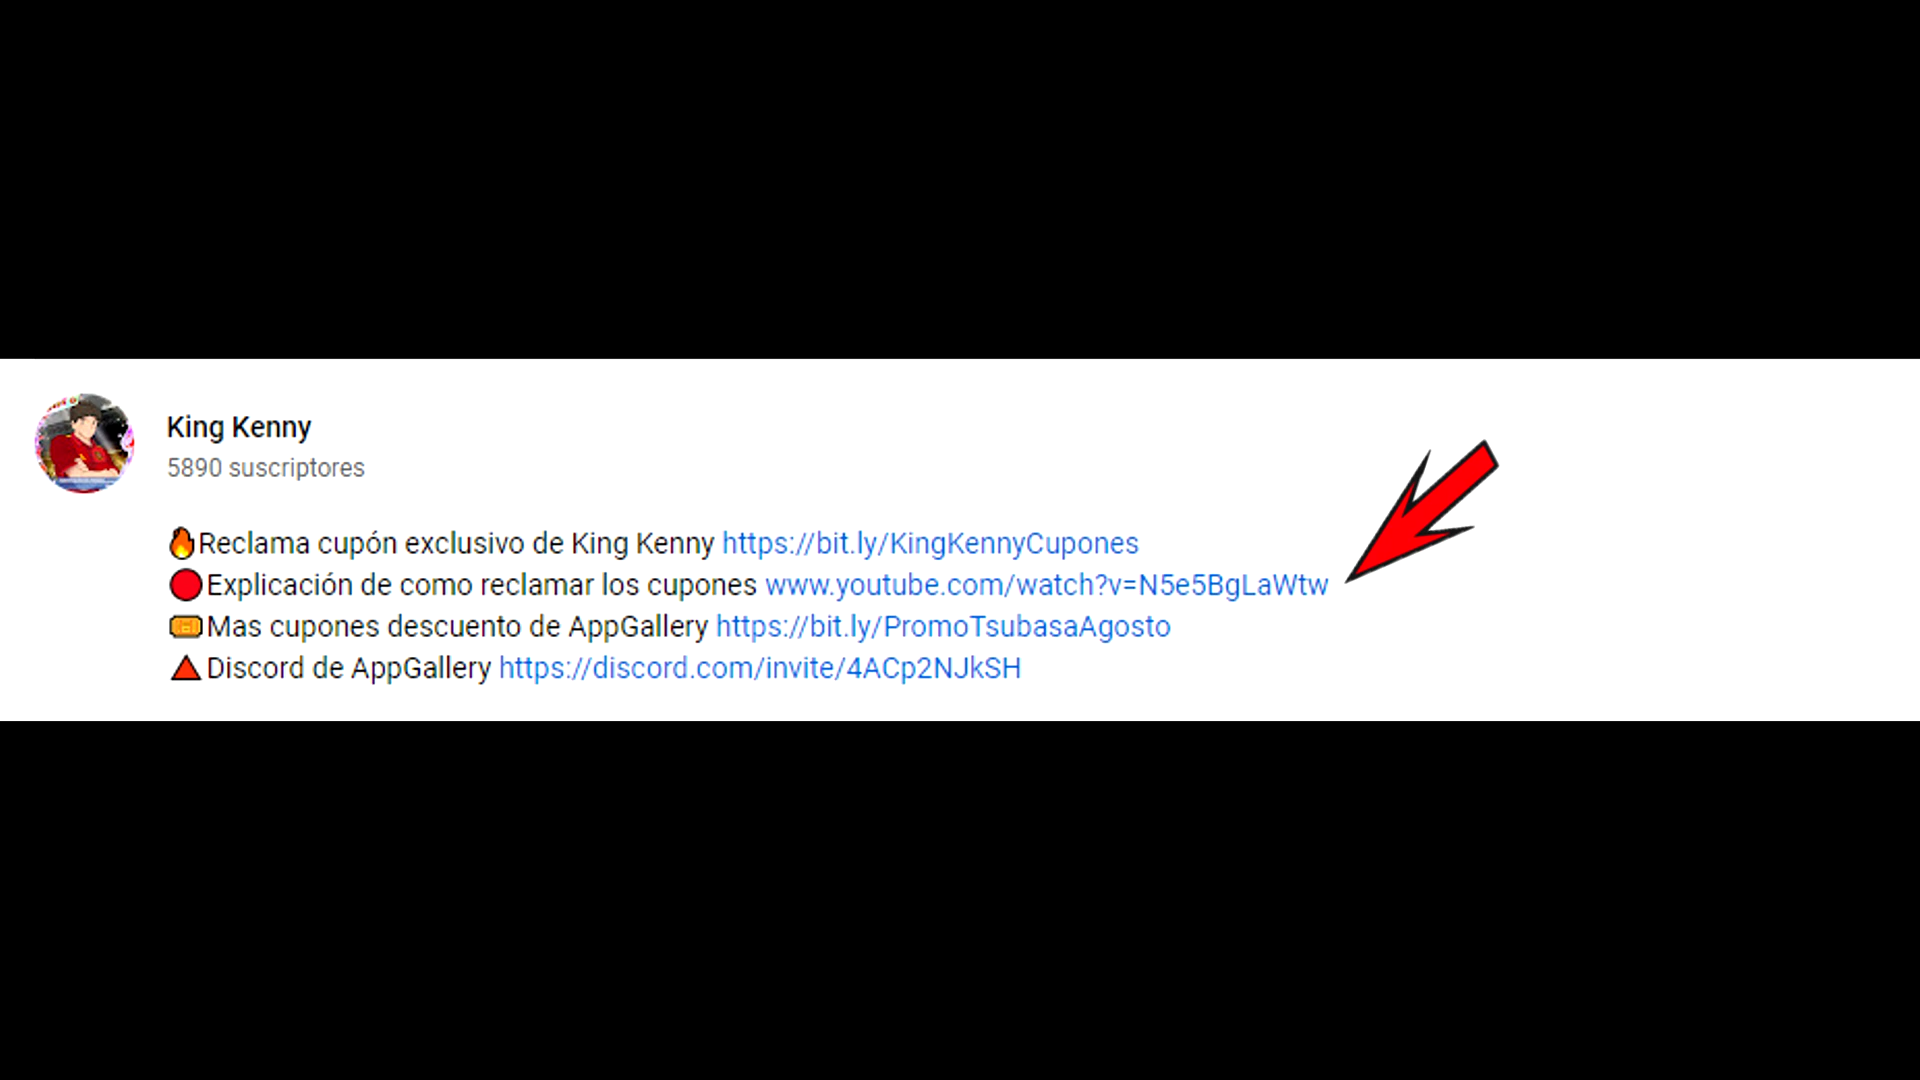 King Kenny
5890 suscriptores
🔥Reclama cupón exclusivo de King Kenny https://bit.ly/KingKennyCupones
🔴Explicación de como reclamar los cupones www.youtube.com/watch?v=N5e5BgLaWtw
🎫Mas cupones descuento de AppGallery https://bit.ly/PromoTsubasaAgosto
🔺Discord de AppGallery https://discord.com/invite/4ACp2NJkSH